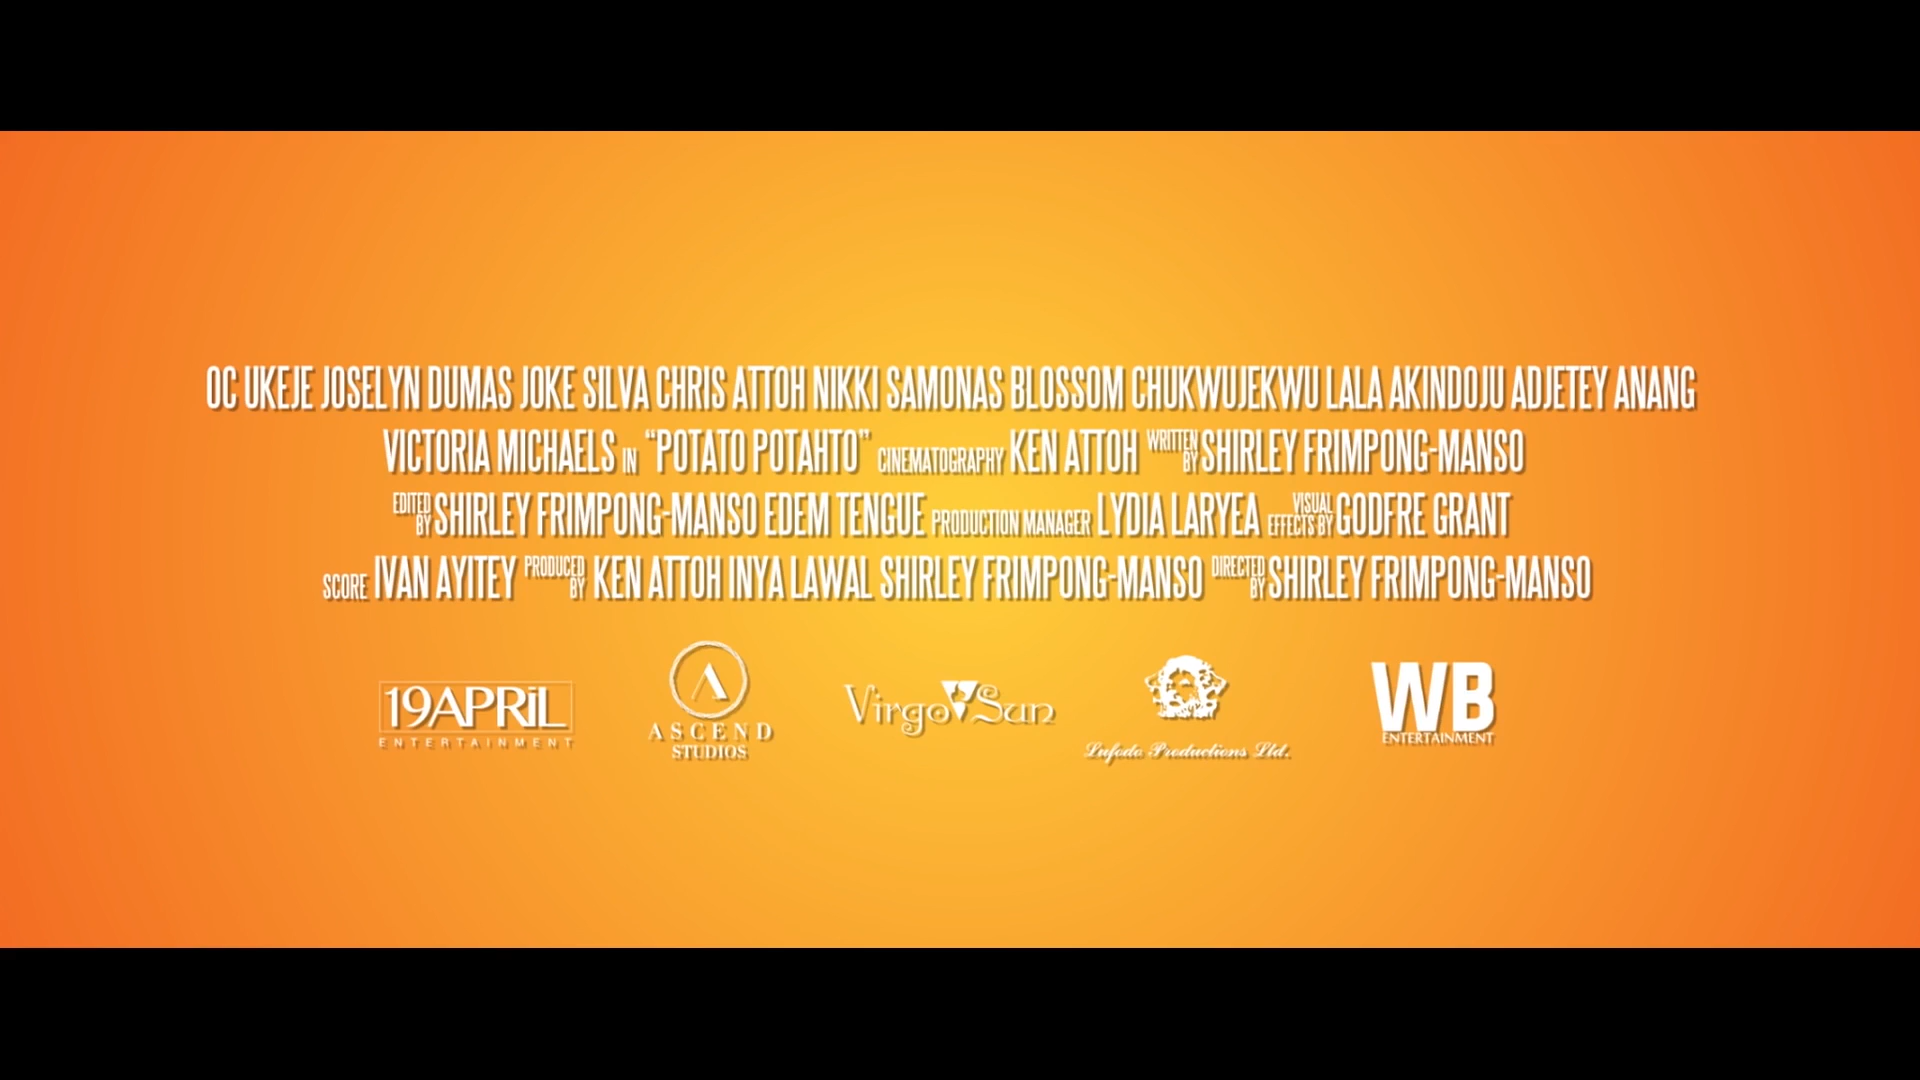 OC UKEJE JOSELYN DUMAS JOKE SILVA CHRIS ATTOH NIKKI SAMONAS BLOSSOM CHUKWUJEKWU LALA AKINDOJU ADJETEY ANANG
VICTORIA MICHAELS IN "POTATO POTAHTO" CINEMATOGRAPHY KEN ATTOH WRITTEN BY SHIRLEY FRIMPONG-MANSO
EDITED BY SHIRLEY FRIMPONG-MANSO EDEM TENGUE PRODUCTION MANAGER LYDIA LARYEA VISUAL EFFECTS BY GODFRE GRANT
SCORE IVAN AYITEY PRODUCED BY KEN ATTOH INYA LAWAL SHIRLEY FRIMPONG-MANSO DIRECTED BY SHIRLEY FRIMPONG-MANSO
19APRiL
ENTERTAINMENT
ASCEND
STUDIOS
Virgo Sun
Lufodo Productions Ltd.
WB
ENTERTAINMENT